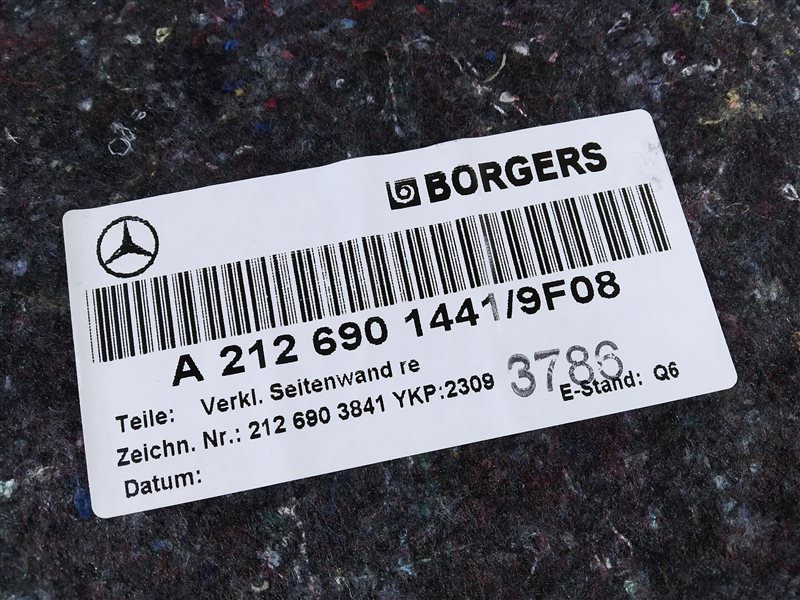 BORGERS
A 212 690 1441/9F08
Teile: Verkl. Seitenwand re
Zeichn. Nr.: 212 690 3841 YKP:2309 3786 E-Stand: Q6
Datum: